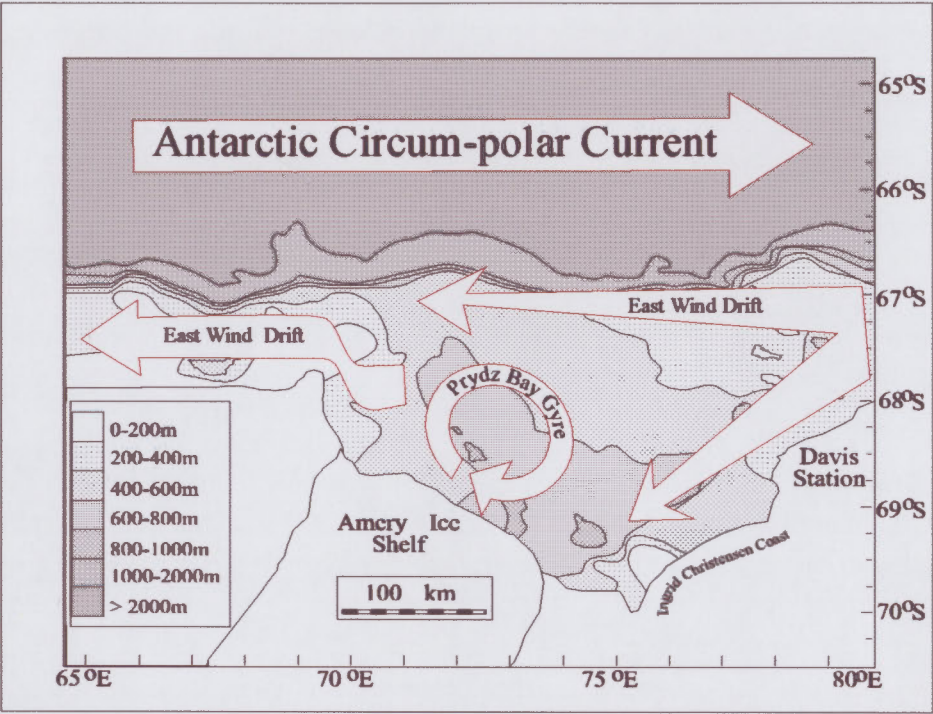 65°S
Antarctic Circum-polar Current
66°S
67°S
East Wind Drift
East Wind Drift
Prydz Bay Gyre
68°S
0-200m
200-400m
400-600m
600-800m
800-1000m
1000-2000m
> 2000m
Davis
Station
69°S
Amery Ice
Shelf
Ingrid Christensen Coast
100 km
70°S
65°E
70°E
75°E
80°E